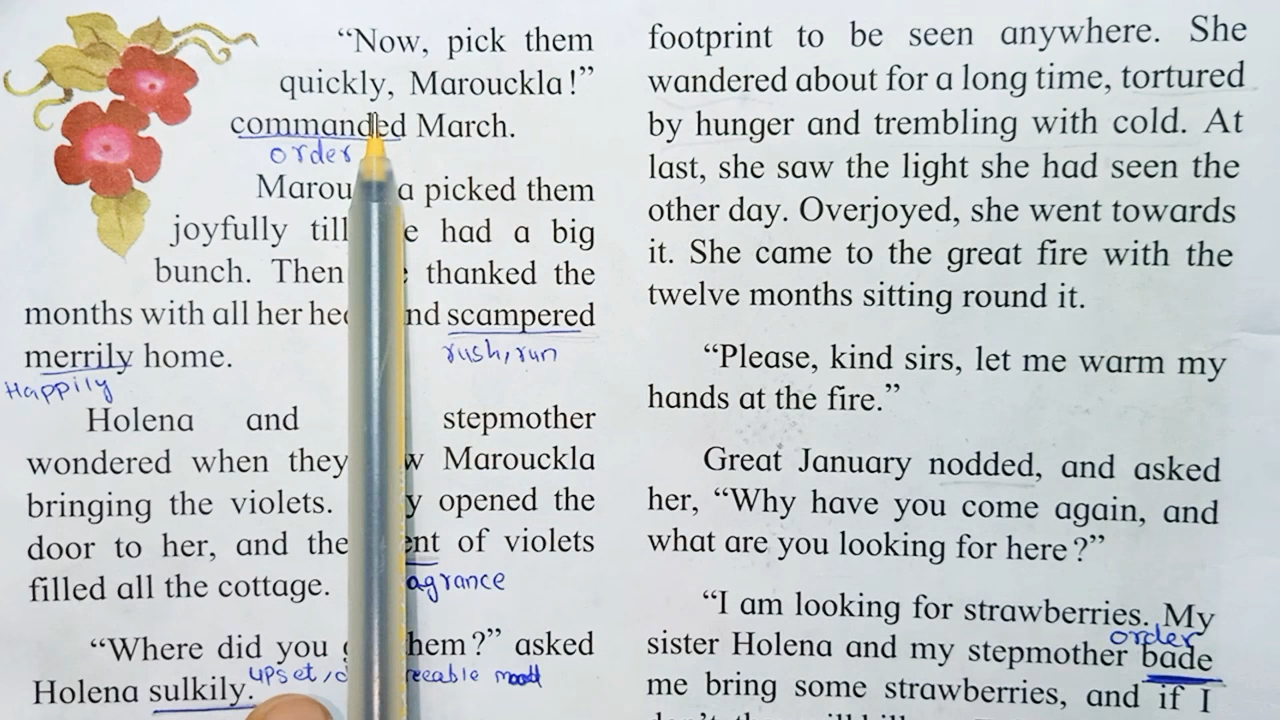 “Now, pick them
quickly, Marouckla!”
commanded March.
order
Marou a picked them
joyfully till e had a big
bunch. Then thanked the
months with all her hea nd scampered
rush, run
merrily home.
Happily
Holena and stepmother
wondered when they w Marouckla
bringing the violets. y opened the
door to her, and the ent of violets
agrance
filled all the cottage.
“Where did you g hem?” asked
upset, d reeable mood
Holena sulkily.
footprint to be seen anywhere. She
wandered about for a long time, tortured
by hunger and trembling with cold. At
last, she saw the light she had seen the
other day. Overjoyed, she went towards
it. She came to the great fire with the
twelve months sitting round it.
“Please, kind sirs, let me warm my
hands at the fire.”
Great January nodded, and asked
her, “Why have you come again, and
what are you looking for here?”
“I am looking for strawberries. My
order
sister Holena and my stepmother bade
me bring some strawberries, and if I